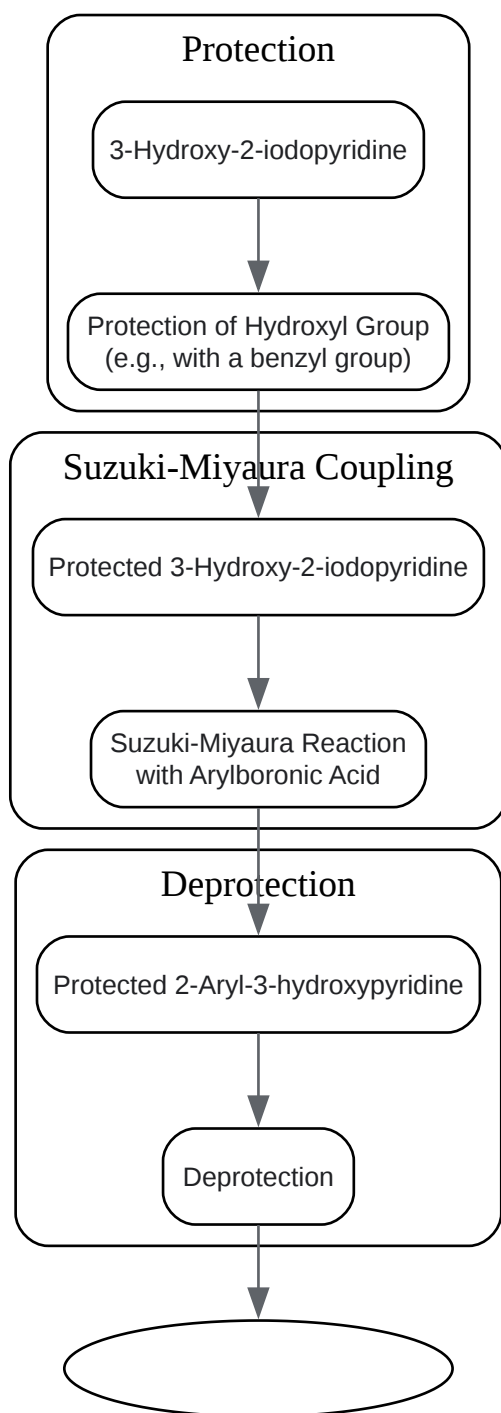 Protection
3-Hydroxy-2-iodopyridine
Protection of Hydroxyl Group
(e.g., with a benzyl group)
Suzuki-Miyaura Coupling
Protected 3-Hydroxy-2-iodopyridine
Suzuki-Miyaura Reaction
with Arylboronic Acid
Deprotection
Protected 2-Aryl-3-hydroxypyridine
Deprotection